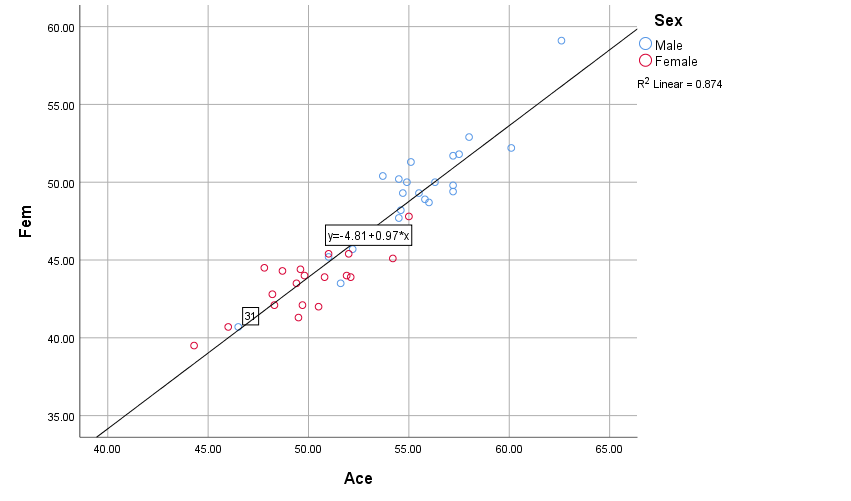 Sex
Male
Female
R2 Linear = 0.874
60.00
55.00
50.00
45.00
40.00
35.00
Fem
y=-4.81+0.97*x
31
40.00 45.00 50.00 55.00 60.00 65.00
Ace